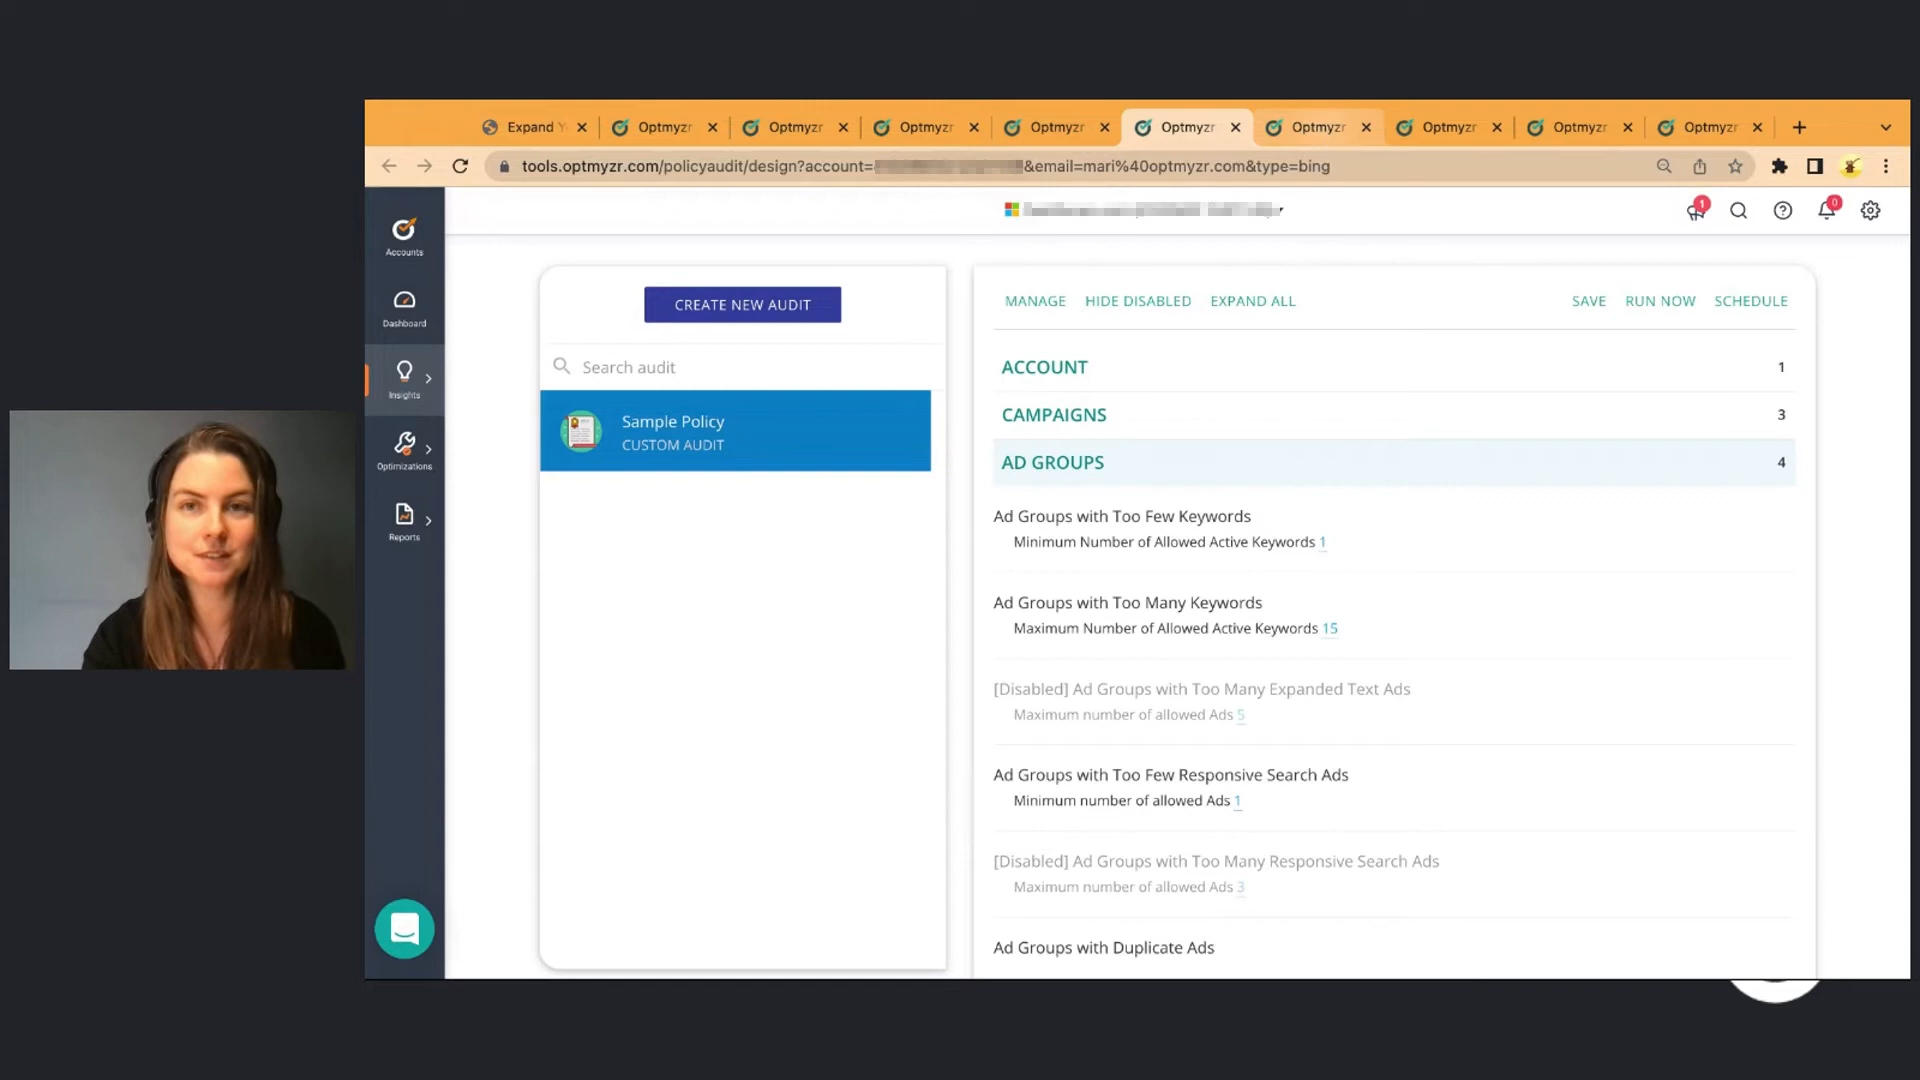 Expand Y
Optmyzr
Optmyzr
Optmyzr
Optmyzr
Optmyzr
Optmyzr
Optmyzr
Optmyzr
Optmyzr
tools.optmyzr.com/policyaudit/design?account=
&email=mari%40optmyzr.com&type=bing
1
0
Accounts
Dashboard
Insights
Optimizations
Reports
CREATE NEW AUDIT
Search audit
Sample Policy
CUSTOM AUDIT
MANAGE HIDE DISABLED EXPAND ALL SAVE RUN NOW SCHEDULE
ACCOUNT 1
CAMPAIGNS 3
AD GROUPS 4
Ad Groups with Too Few Keywords
Minimum Number of Allowed Active Keywords 1
Ad Groups with Too Many Keywords
Maximum Number of Allowed Active Keywords 15
[Disabled] Ad Groups with Too Many Expanded Text Ads
Maximum number of allowed Ads 5
Ad Groups with Too Few Responsive Search Ads
Minimum number of allowed Ads 1
[Disabled] Ad Groups with Too Many Responsive Search Ads
Maximum number of allowed Ads 3
Ad Groups with Duplicate Ads